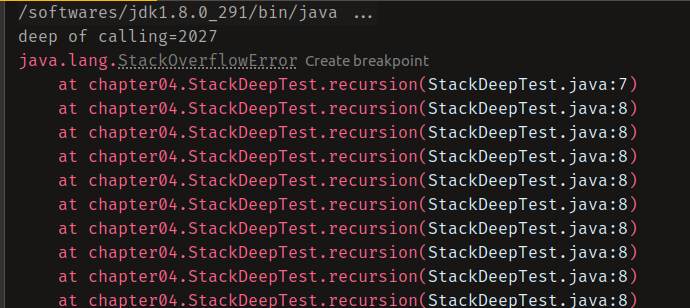 /softwares/jdk1.8.0_291/bin/java ...
deep of calling=2027
java.lang.StackOverflowError Create breakpoint
at chapter04.StackDeepTest.recursion(StackDeepTest.java:7)
at chapter04.StackDeepTest.recursion(StackDeepTest.java:8)
at chapter04.StackDeepTest.recursion(StackDeepTest.java:8)
at chapter04.StackDeepTest.recursion(StackDeepTest.java:8)
at chapter04.StackDeepTest.recursion(StackDeepTest.java:8)
at chapter04.StackDeepTest.recursion(StackDeepTest.java:8)
at chapter04.StackDeepTest.recursion(StackDeepTest.java:8)
at chapter04.StackDeepTest.recursion(StackDeepTest.java:8)
at chapter04.StackDeepTest.recursion(StackDeepTest.java:8)
at chapter04.StackDeepTest.recursion(StackDeepTest.java:8)